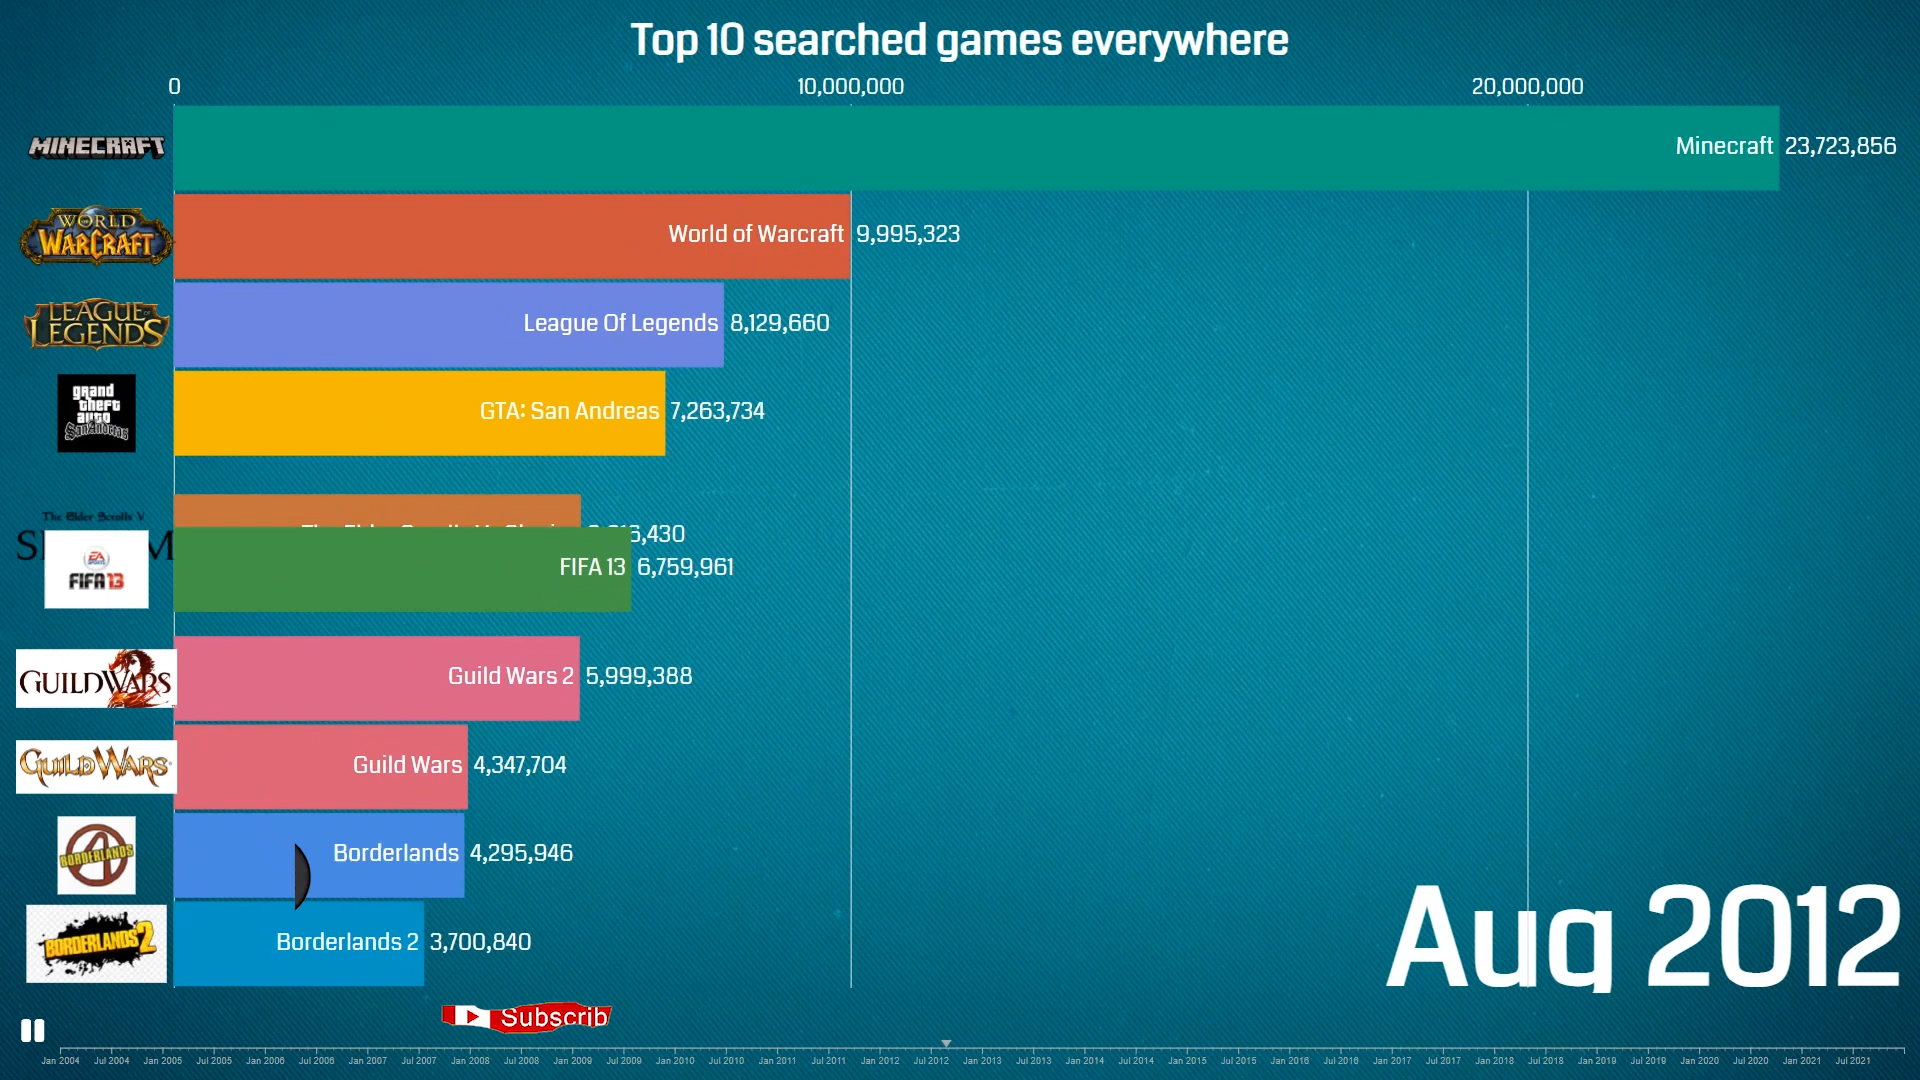 Top 10 searched games everywhere
0 10,000,000 20,000,000
MINECRAFT Minecraft 23,723,856
WORLD OF WARCRAFT World of Warcraft 9,995,323
LEAGUE OF LEGENDS League Of Legends 8,129,660
grand theft auto SanAndreas GTA: San Andreas 7,263,734
The Elder Scrolls V
FIFA 13 6,759,961
EA SPORTS FIFA 13
GUILD WARS 2 Guild Wars 2 5,999,388
GUILD WARS Guild Wars 4,347,704
BORDERLANDS Borderlands 4,295,946
BORDERLANDS 2 Borderlands 2 3,700,840
Aug 2012
Subscrib
Jan 2004 Jul 2004 Jan 2005 Jul 2005 Jan 2006 Jul 2006 Jan 2007 Jul 2007 Jan 2008 Jul 2008 Jan 2009 Jul 2009 Jan 2010 Jul 2010 Jan 2011 Jul 2011 Jan 2012 Jul 2012 Jan 2013 Jul 2013 Jan 2014 Jul 2014 Jan 2015 Jul 2015 Jan 2016 Jul 2016 Jan 2017 Jul 2017 Jan 2018 Jul 2018 Jan 2019 Jul 2019 Jan 2020 Jul 2020 Jan 2021 Jul 2021